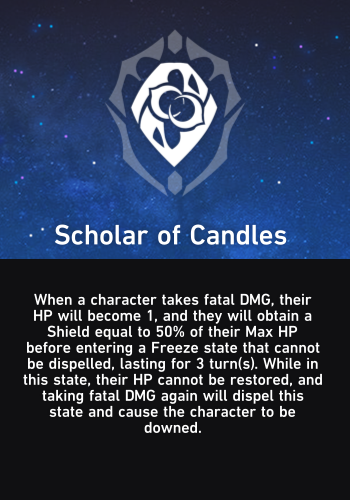 Scholar of Candles
When a character takes fatal DMG, their
HP will become 1, and they will obtain a
Shield equal to 50% of their Max HP
before entering a Freeze state that cannot
be dispelled, lasting for 3 turn(s). While in
this state, their HP cannot be restored, and
taking fatal DMG again will dispel this
state and cause the character to be
downed.